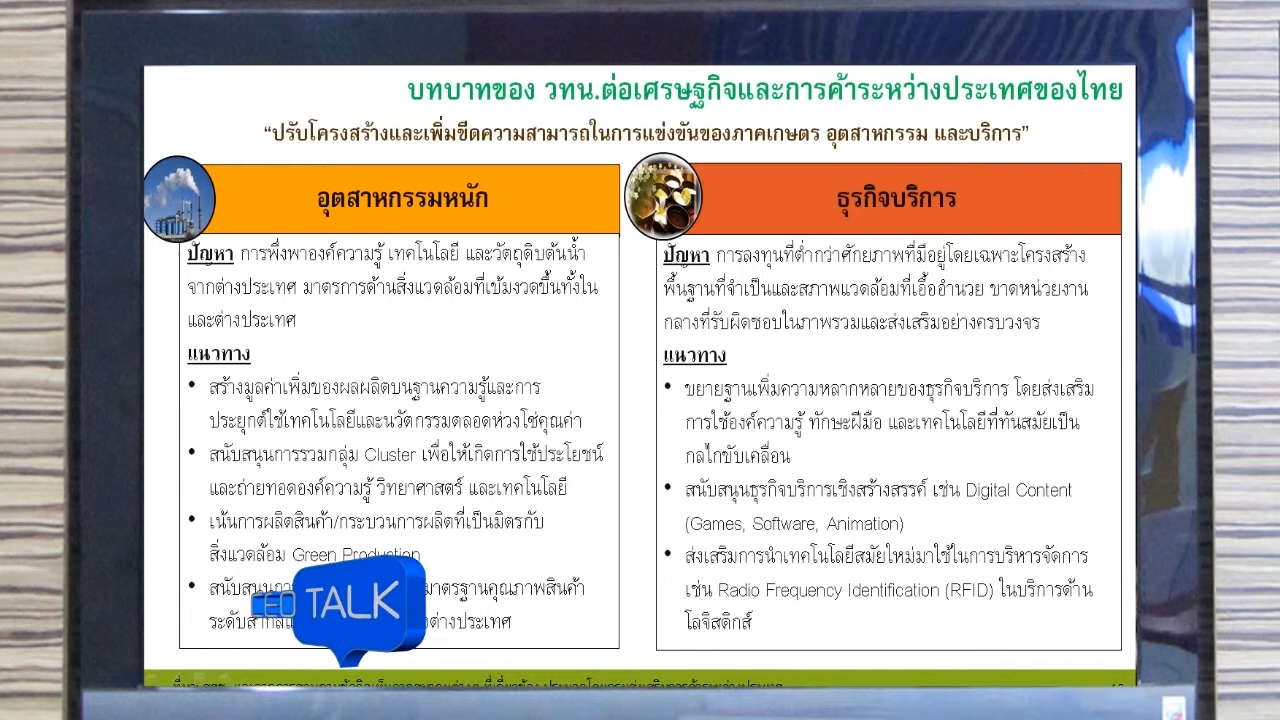 บทบาทของ วทน.ต่อเศรษฐกิจและการค้าระหว่างประเทศของไทย
“ปรับโครงสร้างและเพิ่มขีดความสามารถในการแข่งขันของภาคเกษตร อุตสาหกรรม และบริการ”
อุตสาหกรรมหนัก
ปัญหา การพึ่งพาองค์ความรู้ เทคโนโลยี และวัตถุดิบต้นน้ำ
จากต่างประเทศ มาตรการด้านสิ่งแวดล้อมที่เข้มงวดขึ้นทั้งใน
และต่างประเทศ
แนวทาง
• สร้างมูลค่าเพิ่มของผลผลิตบนฐานความรู้และการ
ประยุกต์ใช้เทคโนโลยีและนวัตกรรมตลอดห่วงโซ่คุณค่า
• สนับสนุนการรวมกลุ่ม Cluster เพื่อให้เกิดการใช้ประโยชน์
และถ่ายทอดองค์ความรู้ วิทยาศาสตร์ และเทคโนโลยี
• เน้นการผลิตสินค้า/กระบวนการผลิตที่เป็นมิตรกับ
สิ่งแวดล้อม Green Production
• สนับสนุน มาตรฐานคุณภาพสินค้า
ระดับสากล ต่างประเทศ
CEO TALK
ธุรกิจบริการ
ปัญหา การลงทุนที่ต่ำกว่าศักยภาพที่มีอยู่โดยเฉพาะโครงสร้าง
พื้นฐานที่จำเป็นและสภาพแวดล้อมที่เอื้ออำนวย ขาดหน่วยงาน
กลางที่รับผิดชอบในภาพรวมและส่งเสริมอย่างครบวงจร
แนวทาง
• ขยายฐานเพิ่มความหลากหลายของธุรกิจบริการ โดยส่งเสริม
การใช้องค์ความรู้ ทักษะฝีมือ และเทคโนโลยีที่ทันสมัยเป็น
กลไกขับเคลื่อน
• สนับสนุนธุรกิจบริการเชิงสร้างสรรค์ เช่น Digital Content
(Games, Software, Animation)
• ส่งเสริมการนำเทคโนโลยีสมัยใหม่มาใช้ในการบริหารจัดการ
เช่น Radio Frequency Identification (RFID) ในบริการด้าน
โลจิสติกส์